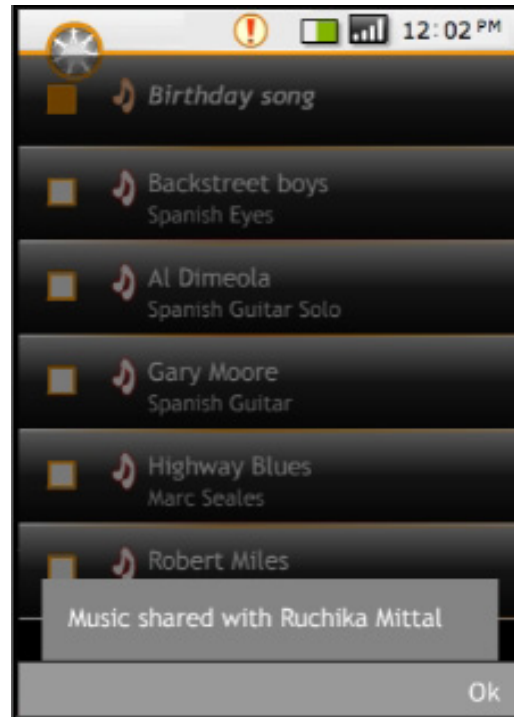 12:02 PM
Birthday song
Backstreet boys
Spanish Eyes
Al Dimeola
Spanish Guitar Solo
Gary Moore
Spanish Guitar
Highway Blues
Marc Seales
Robert Miles
Music shared with Ruchika Mittal
Ok